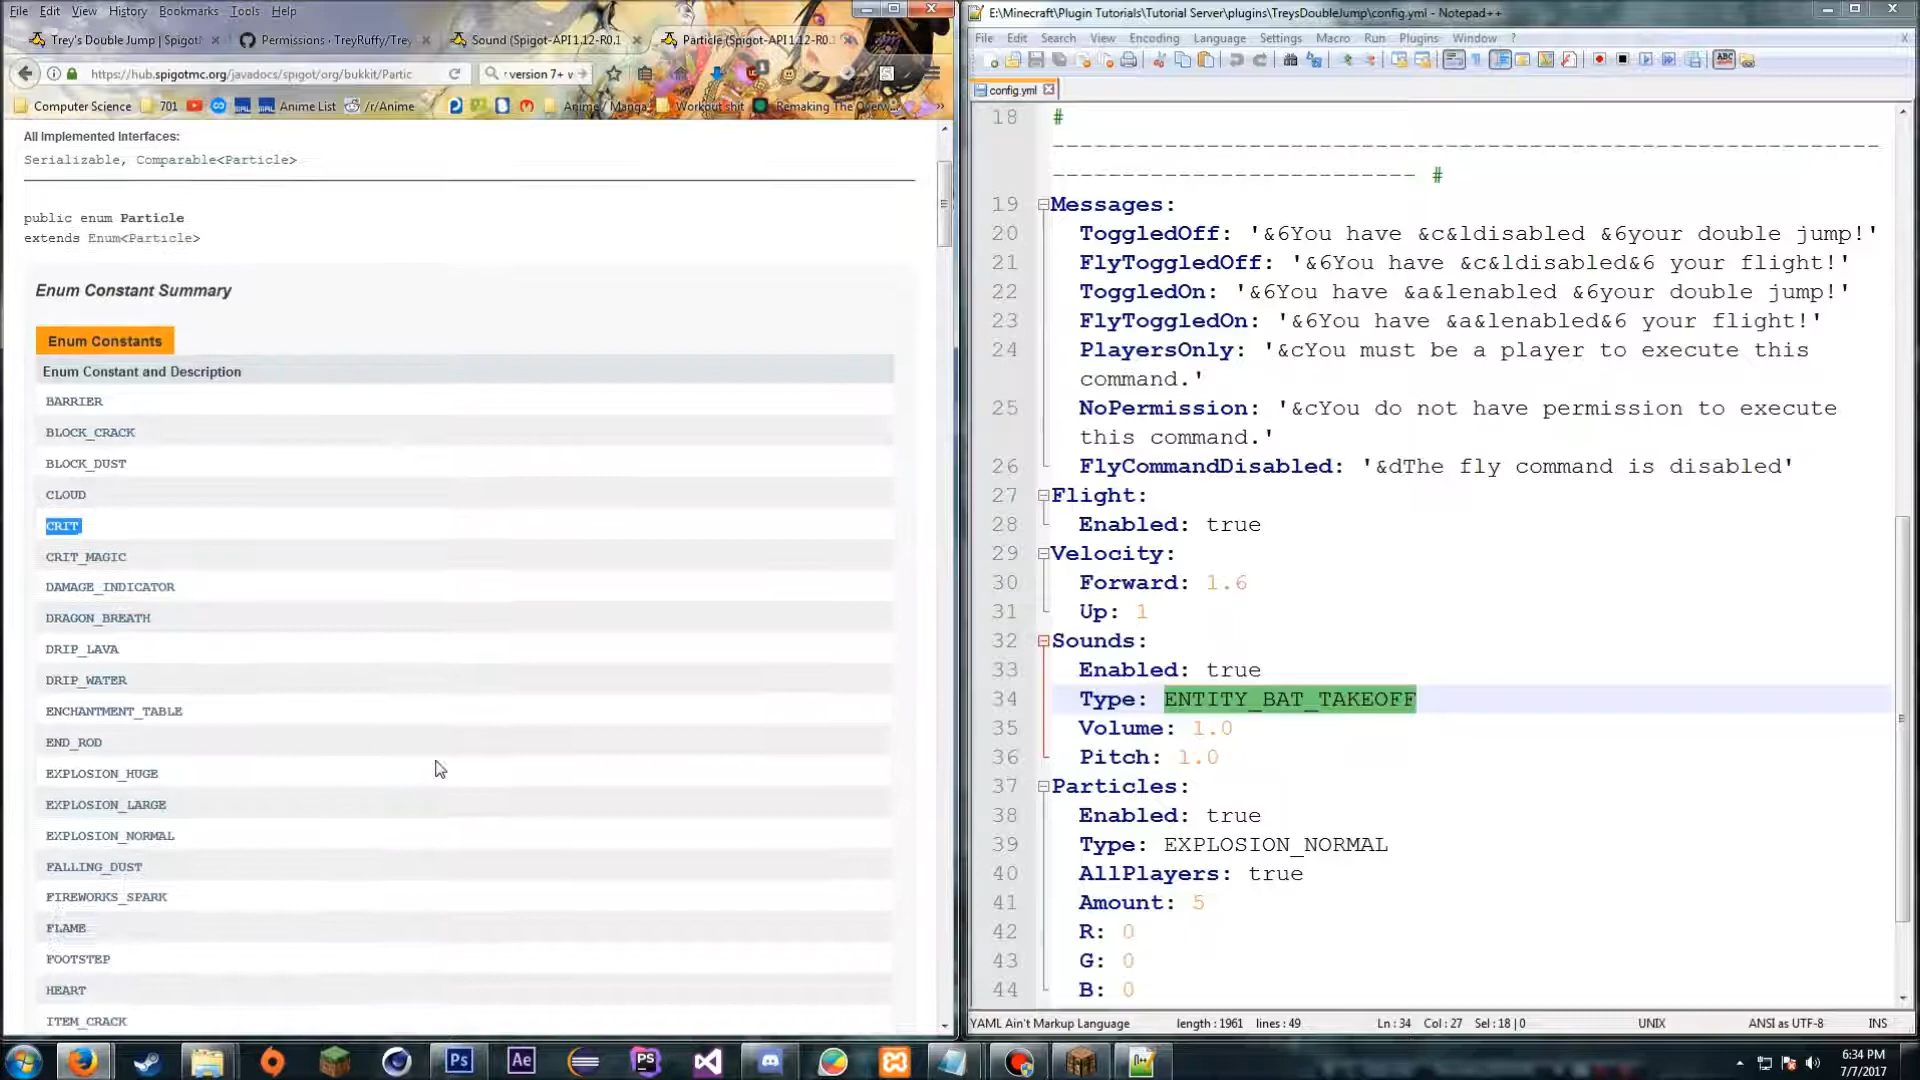 File Edit View History Bookmarks Tools Help
Trey's Double Jump | Spigot
Permissions · TreyRuffy/Trey
Sound (Spigot-API 1.12-R0.1
Particle (Spigot-API 1.12-R0.1
https://hub.spigotmc.org/javadocs/spigot/org/bukkit/Partic
version 7+ v
Computer Science 701 Anime List /r/Anime Anime / Manga Workout shit Remaking The Overw...
All Implemented Interfaces:
Serializable, Comparable<Particle>
public enum Particle
extends Enum<Particle>
Enum Constant Summary
Enum Constants
Enum Constant and Description
BARRIER
BLOCK_CRACK
BLOCK_DUST
CLOUD
CRIT
CRIT_MAGIC
DAMAGE_INDICATOR
DRAGON_BREATH
DRIP_LAVA
DRIP_WATER
ENCHANTMENT_TABLE
END_ROD
EXPLOSION_HUGE
EXPLOSION_LARGE
EXPLOSION_NORMAL
FALLING_DUST
FIREWORKS_SPARK
FLAME
FOOTSTEP
HEART
ITEM_CRACK
E:\Minecraft\Plugin Tutorials\Tutorial Server\plugins\TreysDoubleJump\config.yml - Notepad++
File Edit Search View Encoding Language Settings Macro Run Plugins Window ? X
config.yml
18 #
-----------------------------------------------------------
-------------------------- #
19 Messages:
20 ToggledOff: '&6You have &c&ldisabled &6your double jump!'
21 FlyToggledOff: '&6You have &c&ldisabled&6 your flight!'
22 ToggledOn: '&6You have &a&lenabled &6your double jump!'
23 FlyToggledOn: '&6You have &a&lenabled&6 your flight!'
24 PlayersOnly: '&cYou must be a player to execute this
command.'
25 NoPermission: '&cYou do not have permission to execute
this command.'
26 FlyCommandDisabled: '&dThe fly command is disabled'
27 Flight:
28 Enabled: true
29 Velocity:
30 Forward: 1.6
31 Up: 1
32 Sounds:
33 Enabled: true
34 Type: ENTITY_BAT_TAKEOFF
35 Volume: 1.0
36 Pitch: 1.0
37 Particles:
38 Enabled: true
39 Type: EXPLOSION_NORMAL
40 AllPlayers: true
41 Amount: 5
42 R: 0
43 G: 0
44 B: 0
YAML Ain't Markup Language length : 1961 lines : 49 Ln : 34 Col : 27 Sel : 18 | 0 UNIX ANSI as UTF-8 INS
Ps Ae PS
6:34 PM
7/7/2017